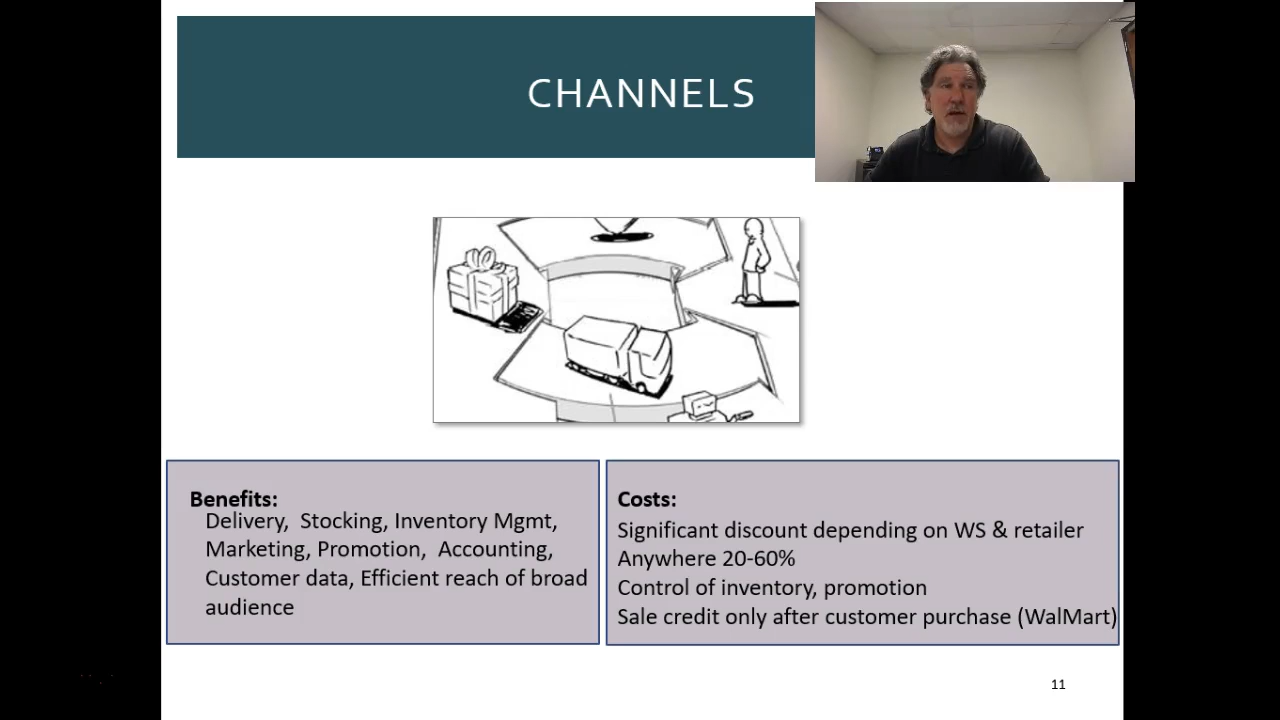 CHANNELS
Benefits:
Delivery,  Stocking, Inventory Mgmt,
Marketing, Promotion,  Accounting,
Customer data, Efficient reach of broad
audience
Costs:
Significant discount depending on WS & retailer
Anywhere 20-60%
Control of inventory, promotion
Sale credit only after customer purchase (WalMart)
11